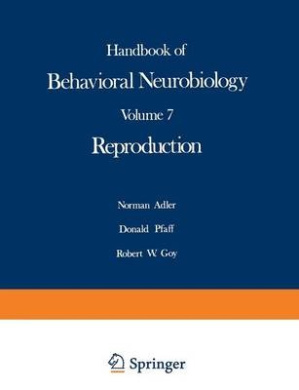 Handbook of
Behavioral Neurobiology
Volume 7
Reproduction
Norman Adler
Donald Pfaff
Robert W. Goy
Springer